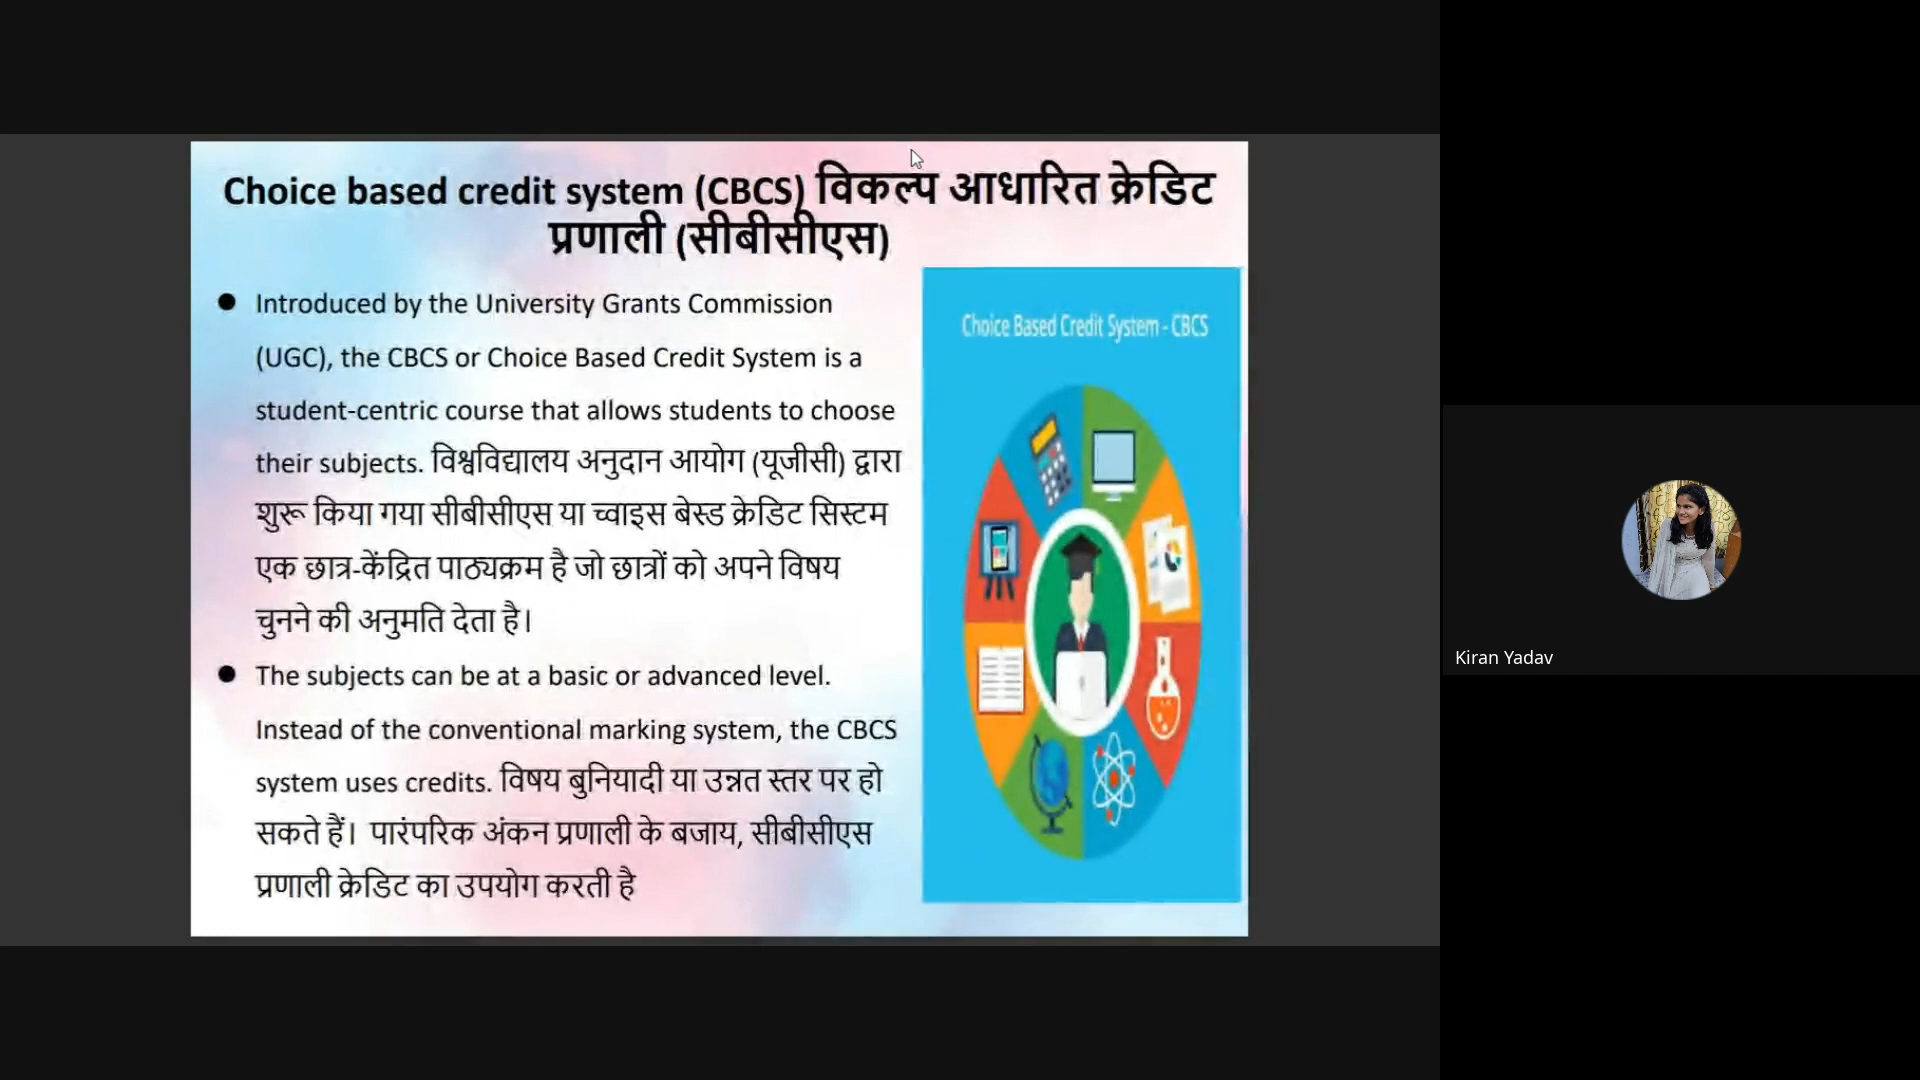 Choice based credit system (CBCS) विकल्प आधारित क्रेडिट
प्रणाली (सीबीसीएस)
● Introduced by the University Grants Commission
(UGC), the CBCS or Choice Based Credit System is a
student-centric course that allows students to choose
their subjects. विश्वविद्यालय अनुदान आयोग (यूजीसी) द्वारा
शुरू किया गया सीबीसीएस या च्वाइस बेस्ड क्रेडिट सिस्टम
एक छात्र-केंद्रित पाठ्यक्रम है जो छात्रों को अपने विषय
चुनने की अनुमति देता है।
● The subjects can be at a basic or advanced level.
Instead of the conventional marking system, the CBCS
system uses credits. विषय बुनियादी या उन्नत स्तर पर हो
सकते हैं। पारंपरिक अंकन प्रणाली के बजाय, सीबीसीएस
प्रणाली क्रेडिट का उपयोग करती है
Choice Based Credit System - CBCS
Kiran Yadav